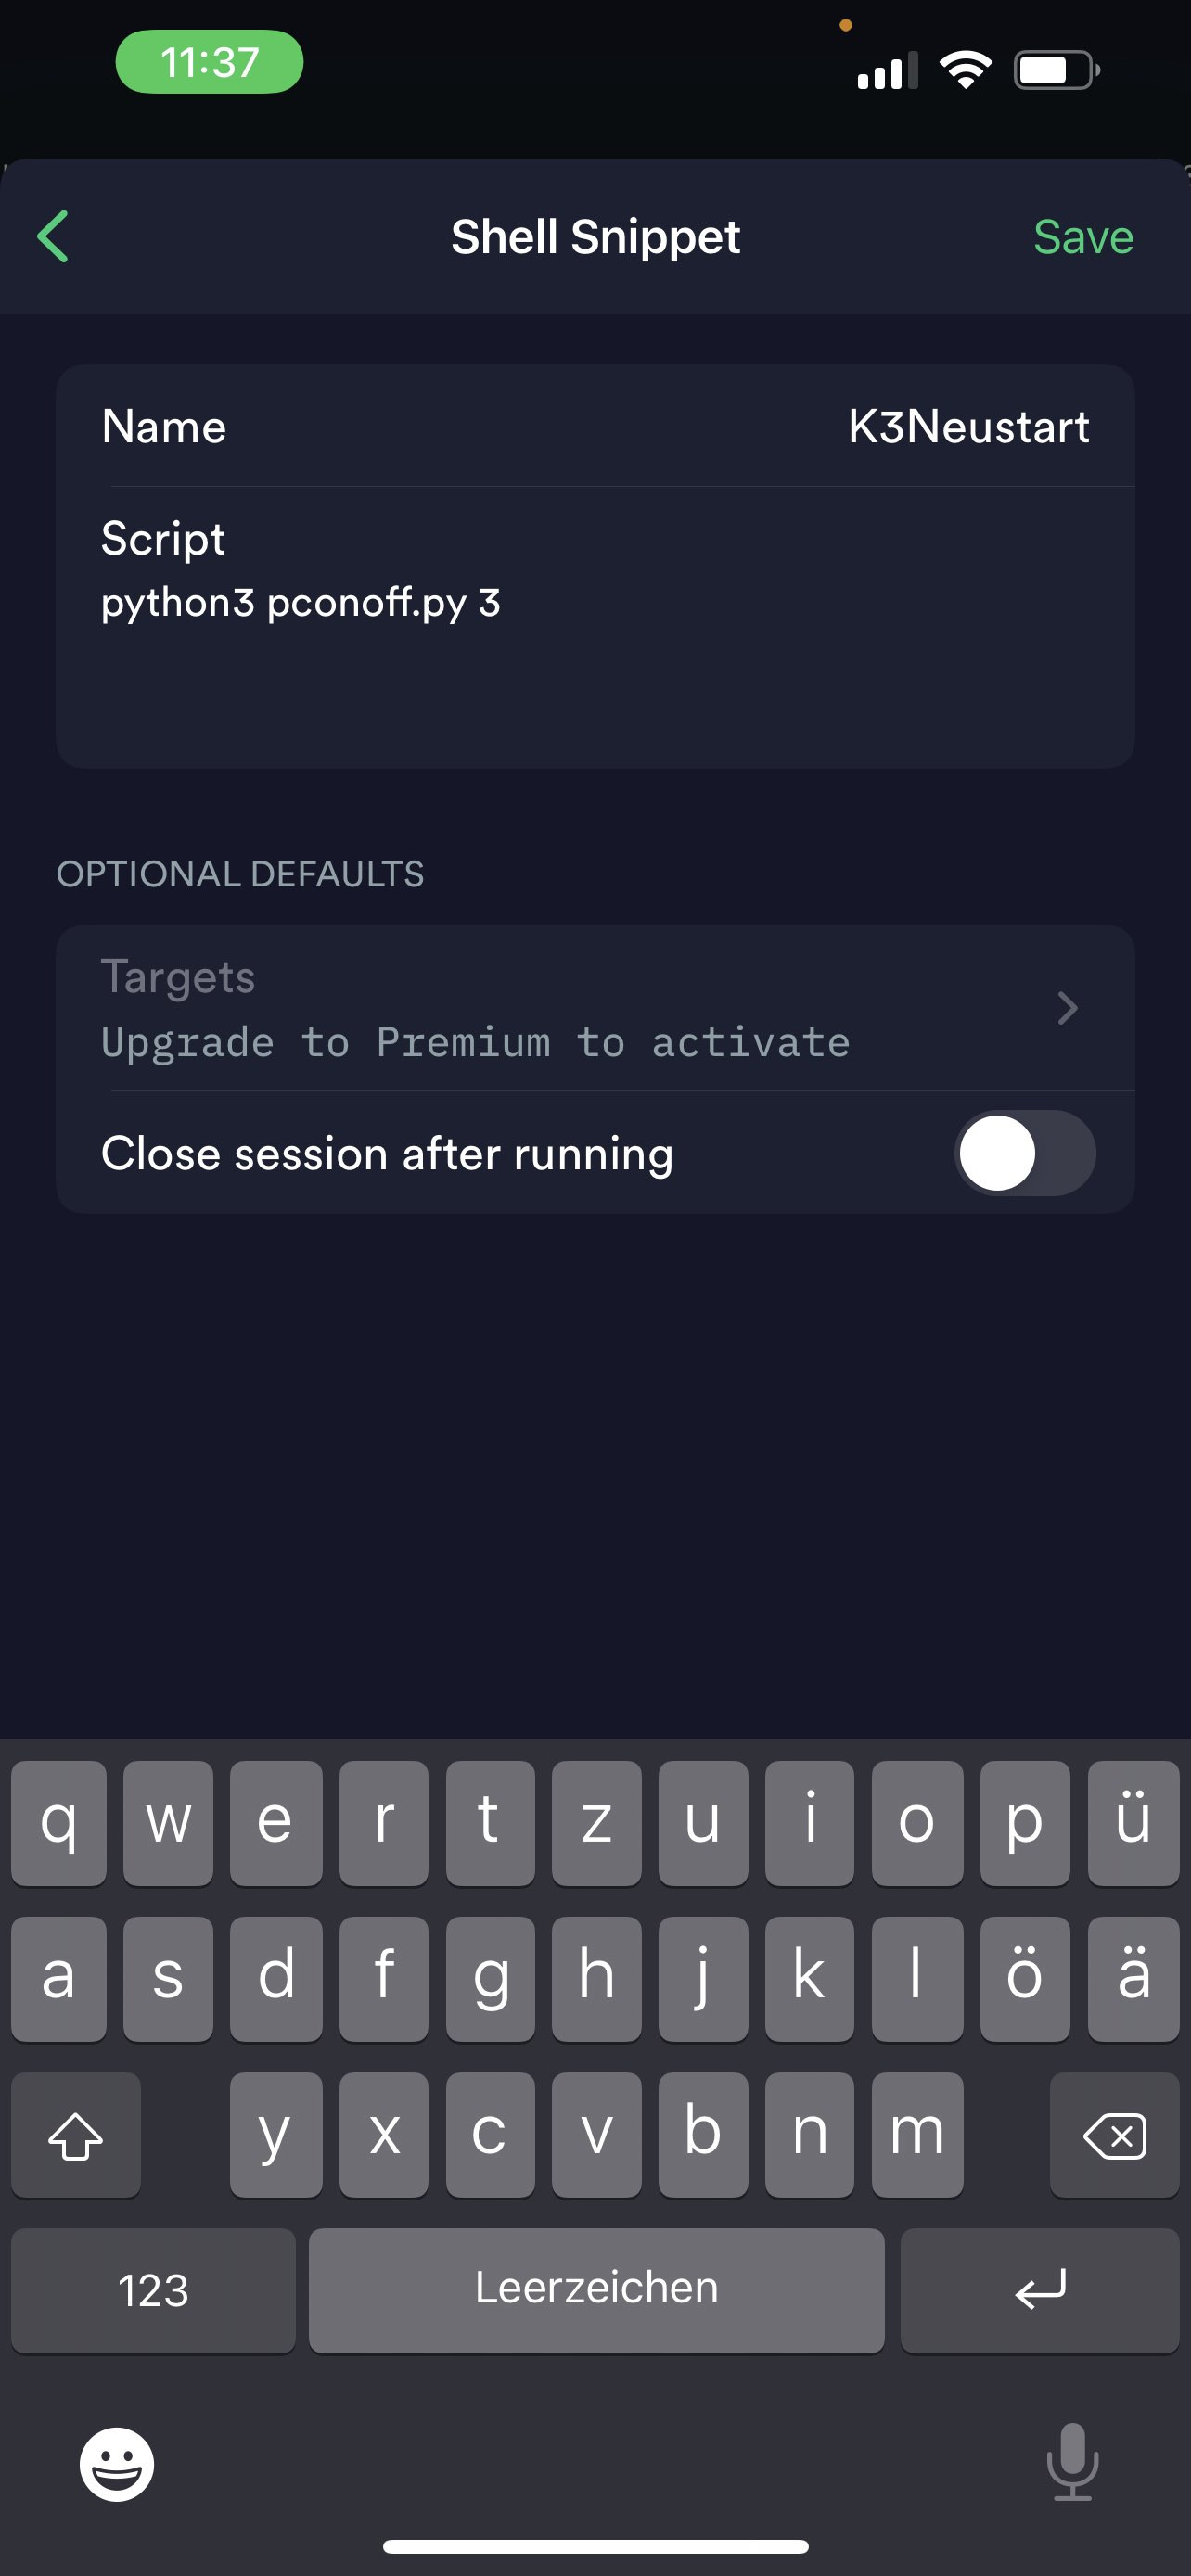 11:37
Shell Snippet
Save
Name
K3Neustart
Script
python3 pconoff.py 3
OPTIONAL DEFAULTS
Targets
Upgrade to Premium to activate
Close session after running
q w e r t z u i o p ü
a s d f g h j k l ö ä
y x c v b n m
123 Leerzeichen